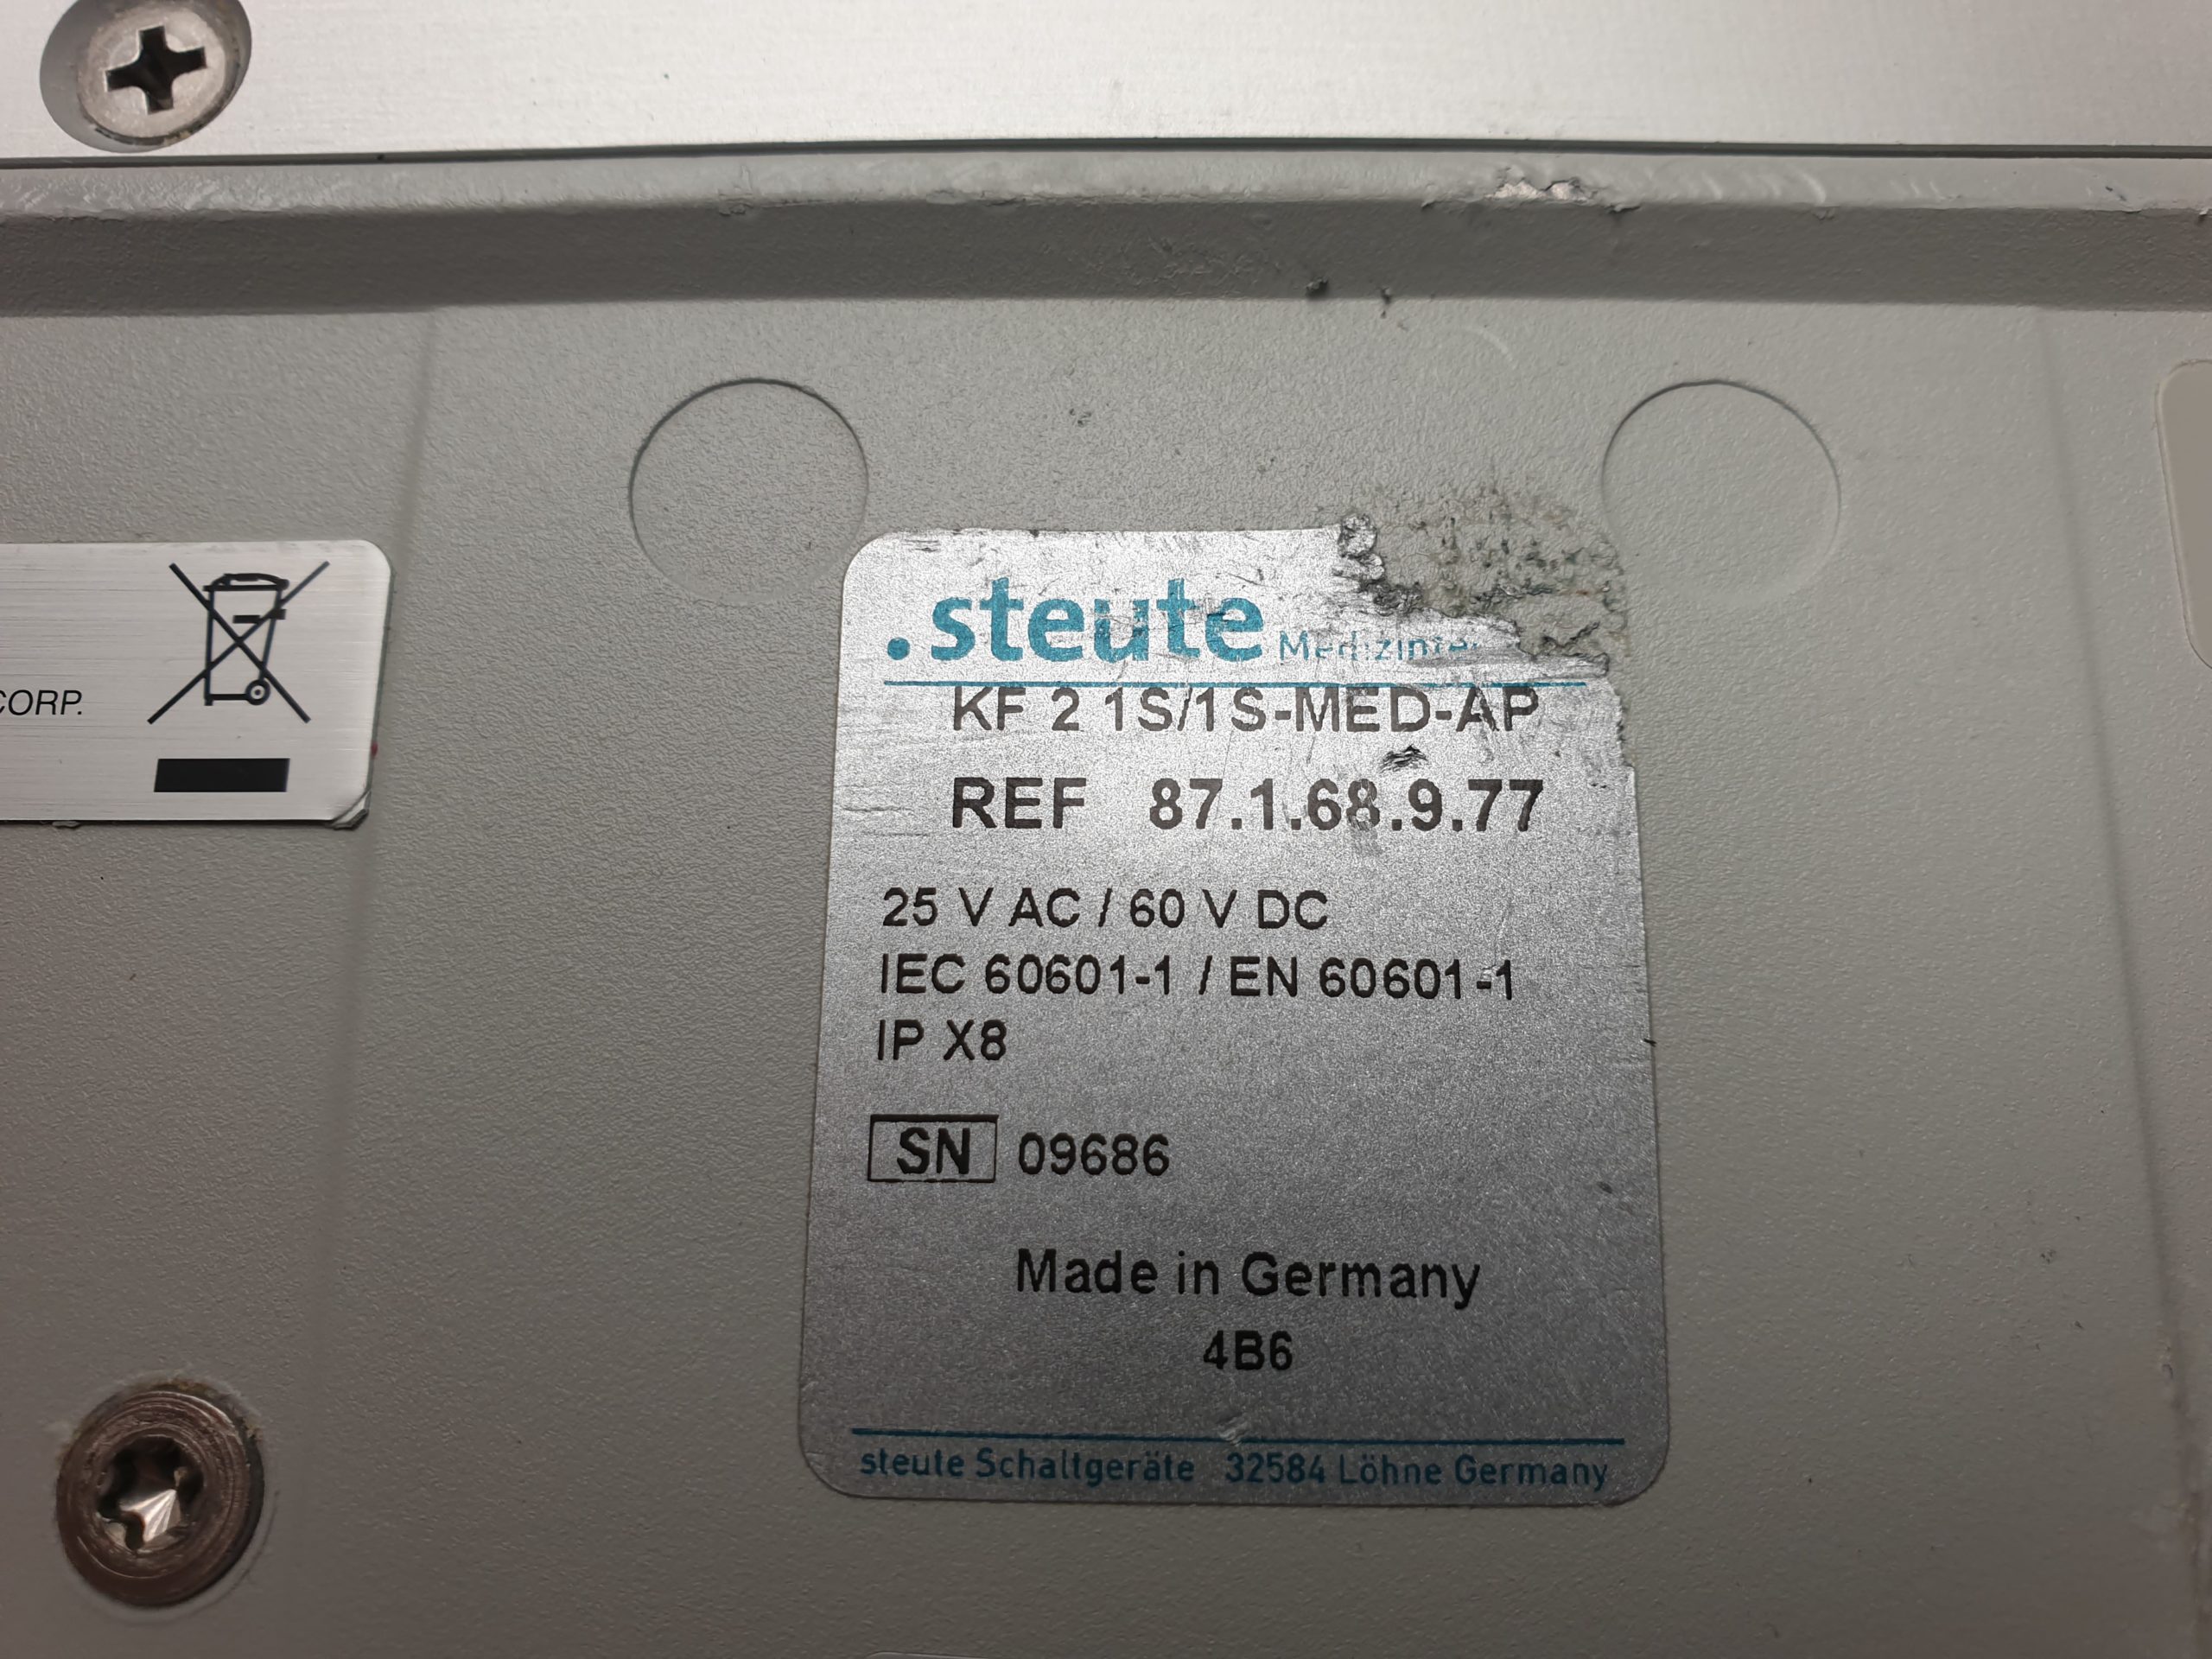 CORP.
.steute
KF 2 1S/1S-MED-AP
REF 87.1.68.9.77
25 V AC / 60 V DC
IEC 60601-1 / EN 60601-1
IP X8
SN 09686
Made in Germany
4B6
steute Schaltgeräte 32584 Löhne Germany